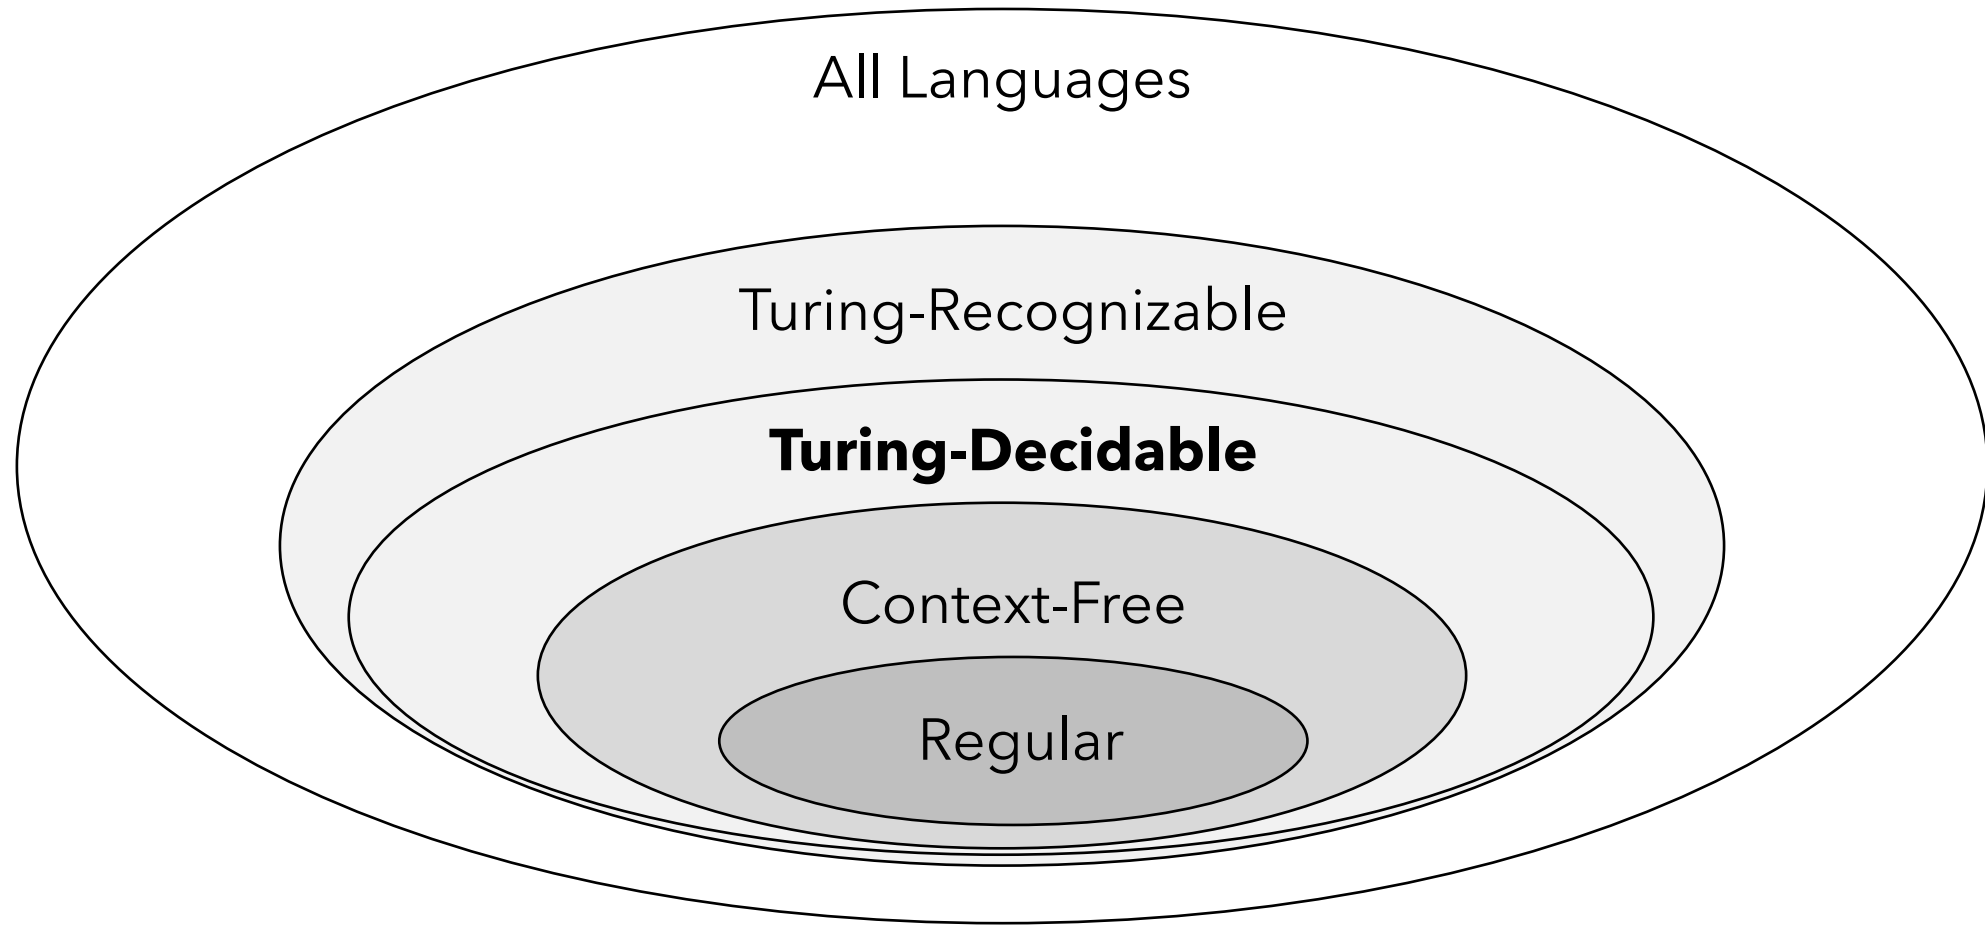 All Languages
Turing-Recognizable
Turing-Decidable
Context-Free
Regular